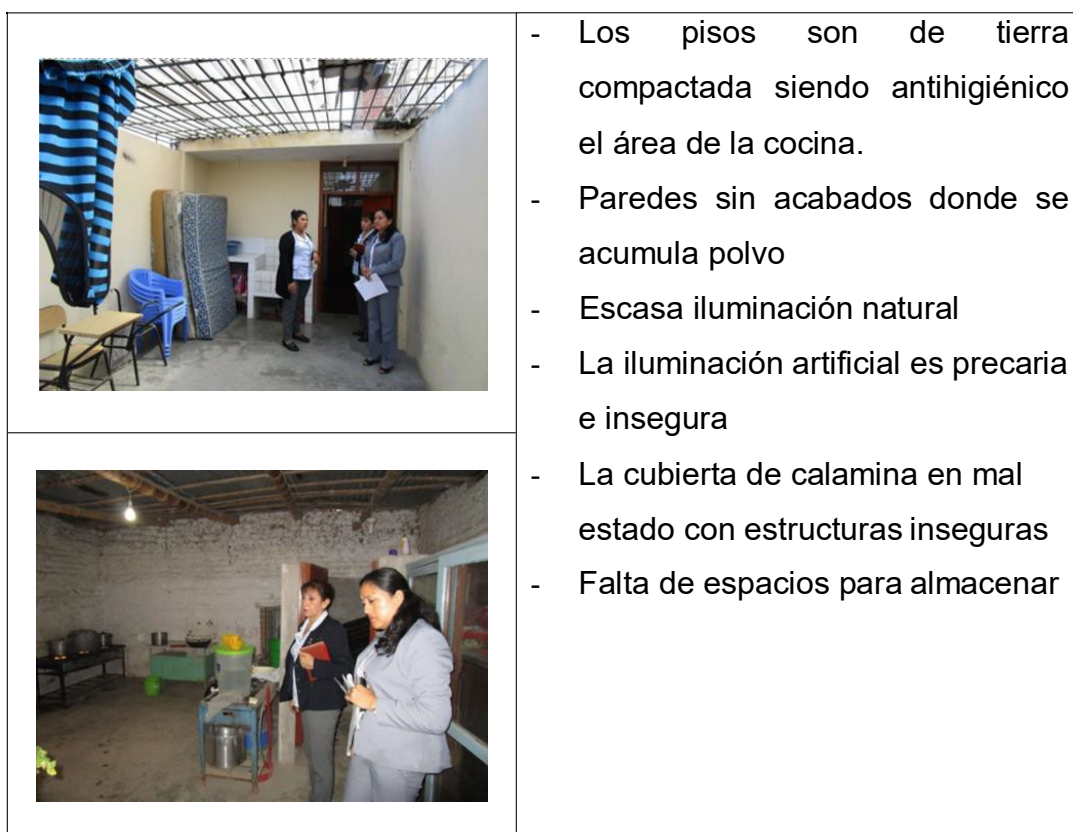 - Los pisos son de tierra
compactada siendo antihigiénico
el área de la cocina.
- Paredes sin acabados donde se
acumula polvo
- Escasa iluminación natural
- La iluminación artificial es precaria
e insegura
- La cubierta de calamina en mal
estado con estructuras inseguras
- Falta de espacios para almacenar